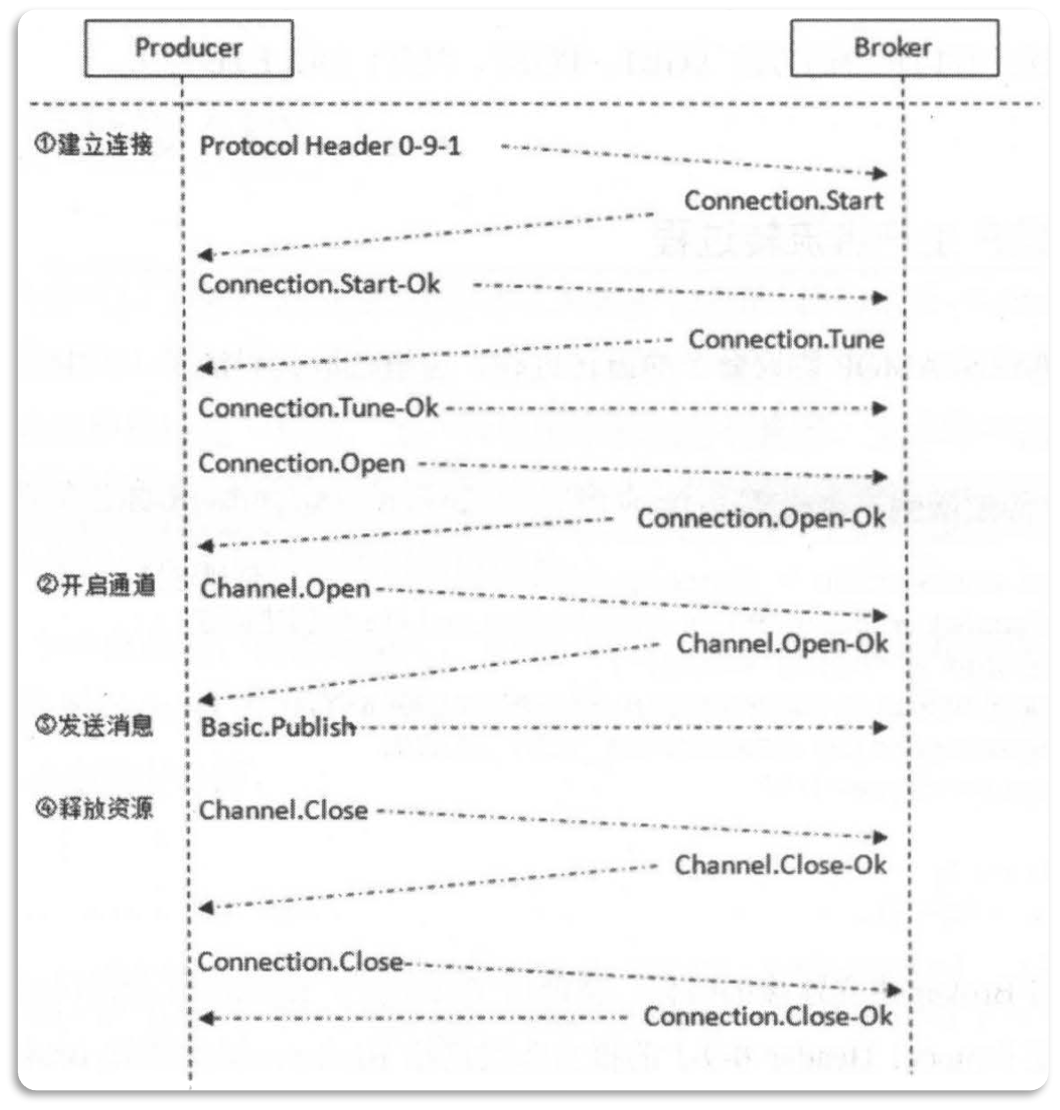 Producer
Broker
①建立连接
Protocol Header 0-9-1
Connection.Start
Connection.Start-Ok
Connection.Tune
Connection.Tune-Ok
Connection.Open
Connection.Open-Ok
②开启通道
Channel.Open
Channel.Open-Ok
③发送消息
Basic.Publish
④释放资源
Channel.Close
Channel.Close-Ok
Connection.Close
Connection.Close-Ok